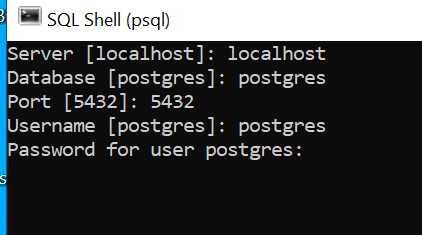 SQL Shell (psql)
Server [localhost]: localhost
Database [postgres]: postgres
Port [5432]: 5432
Username [postgres]: postgres
Password for user postgres: